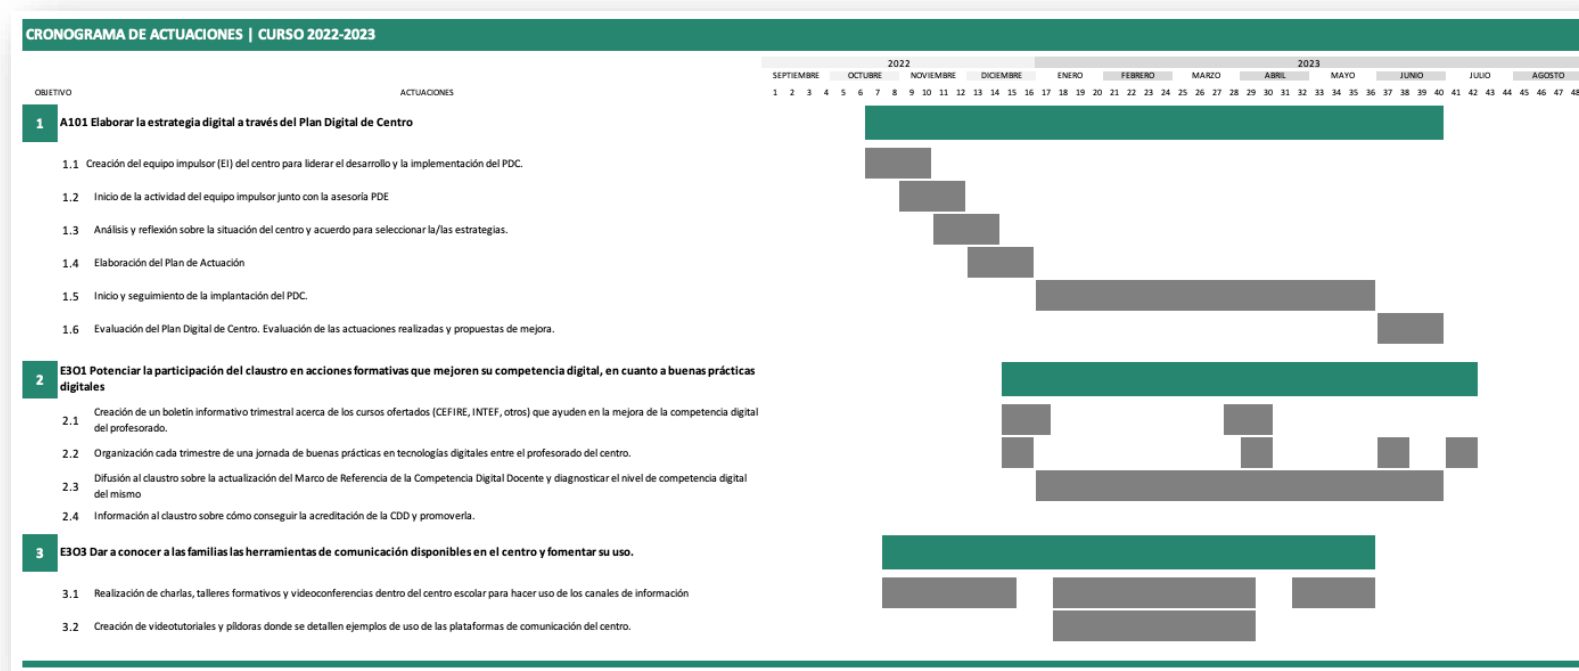 CRONOGRAMA DE ACTUACIONES | CURSO 2022-2023
2022 2023
SEPTIEMBRE OCTUBRE NOVIEMBRE DICIEMBRE ENERO FEBRERO MARZO ABRIL MAYO JUNIO JULIO AGOSTO
OBJETIVO ACTUACIONES 1 2 3 4 5 6 7 8 9 10 11 12 13 14 15 16 17 18 19 20 21 22 23 24 25 26 27 28 29 30 31 32 33 34 35 36 37 38 39 40 41 42 43 44 45 46 47 48
1 A101 Elaborar la estrategia digital a través del Plan Digital de Centro
1.1 Creación del equipo impulsor (EI) del centro para liderar el desarrollo y la implementación del PDC.
1.2 Inicio de la actividad del equipo impulsor junto con la asesoría PDE
1.3 Análisis y reflexión sobre la situación del centro y acuerdo para seleccionar la/las estrategias.
1.4 Elaboración del Plan de Actuación
1.5 Inicio y seguimiento de la implantación del PDC.
1.6 Evaluación del Plan Digital de Centro. Evaluación de las actuaciones realizadas y propuestas de mejora.
2 E3O1 Potenciar la participación del claustro en acciones formativas que mejoren su competencia digital, en cuanto a buenas prácticas
digitales
2.1 Creación de un boletín informativo trimestral acerca de los cursos ofertados (CEFIRE, INTEF, otros) que ayuden en la mejora de la competencia digital
del profesorado.
2.2 Organización cada trimestre de una jornada de buenas prácticas en tecnologías digitales entre el profesorado del centro.
2.3 Difusión al claustro sobre la actualización del Marco de Referencia de la Competencia Digital Docente y diagnosticar el nivel de competencia digital
del mismo
2.4 Información al claustro sobre cómo conseguir la acreditación de la CDD y promoverla.
3 E3O3 Dar a conocer a las familias las herramientas de comunicación disponibles en el centro y fomentar su uso.
3.1 Realización de charlas, talleres formativos y videoconferencias dentro del centro escolar para hacer uso de los canales de información
3.2 Creación de videotutoriales y píldoras donde se detallen ejemplos de uso de las plataformas de comunicación del centro.